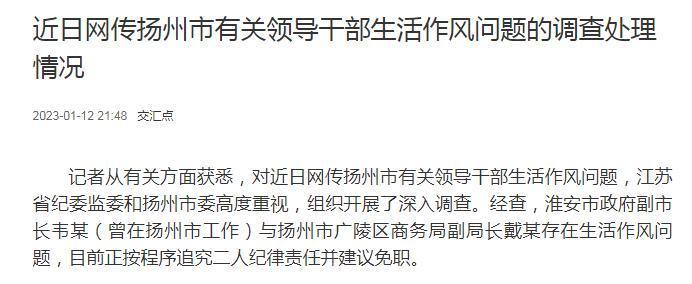 近日网传扬州市有关领导干部生活作风问题的调查处理
情况
2023-01-12 21:48 交汇点
记者从有关方面获悉，对近日网传扬州市有关领导干部生活作风问题，江苏
省纪委监委和扬州市委高度重视，组织开展了深入调查。经查，淮安市政府副市
长韦某（曾在扬州市工作）与扬州市广陵区商务局副局长戴某存在生活作风问
题，目前正按程序追究二人纪律责任并建议免职。